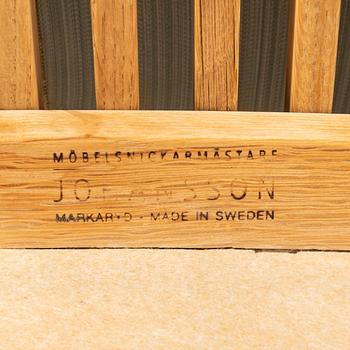 MÖBELSNICKARMÄSTARE
JOHANSSON
MARKARYD - MADE IN SWEDEN